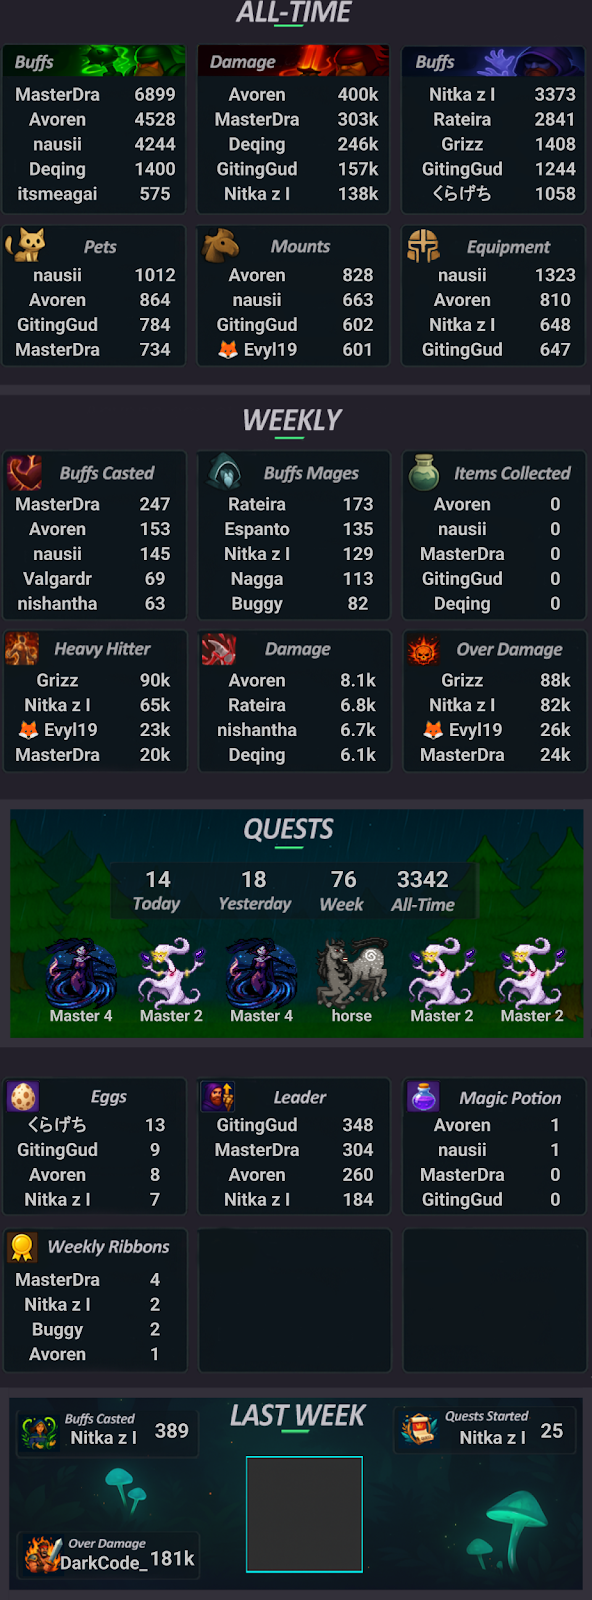 ALL-TIME
Buffs
MasterDra 6899
Avoren 4528
nausii 4244
Deqing 1400
itsmeagai 575
Damage
Avoren 400k
MasterDra 303k
Deqing 246k
GitingGud 157k
Nitka z I 138k
Buffs
Nitka z I 3373
Rateira 2841
Grizz 1408
GitingGud 1244
くらげち 1058
Pets
nausii 1012
Avoren 864
GitingGud 784
MasterDra 734
Mounts
Avoren 828
nausii 663
GitingGud 602
🦊 Evyl19 601
Equipment
nausii 1323
Avoren 810
Nitka z I 648
GitingGud 647
WEEKLY
Buffs Casted
MasterDra 247
Avoren 153
nausii 145
Valgardr 69
nishantha 63
Buffs Mages
Rateira 173
Espanto 135
Nitka z I 129
Nagga 113
Buggy 82
Items Collected
Avoren 0
nausii 0
MasterDra 0
GitingGud 0
Deqing 0
Heavy Hitter
Grizz 90k
Nitka z I 65k
🦊 Evyl19 23k
MasterDra 20k
Damage
Avoren 8.1k
Rateira 6.8k
nishantha 6.7k
Deqing 6.1k
Over Damage
Grizz 88k
Nitka z I 82k
🦊 Evyl19 26k
MasterDra 24k
QUESTS
14 18 76 3342
Today Yesterday Week All-Time
Master 4 Master 2 Master 4 horse Master 2 Master 2
Eggs
くらげち 13
GitingGud 9
Avoren 8
Nitka z I 7
Leader
GitingGud 348
MasterDra 304
Avoren 260
Nitka z I 184
Magic Potion
Avoren 1
nausii 1
MasterDra 0
GitingGud 0
Weekly Ribbons
MasterDra 4
Nitka z I 2
Buggy 2
Avoren 1
LAST WEEK
Buffs Casted
Nitka z I 389
Quests Started
Nitka z I 25
Over Damage
DarkCode_ 181k